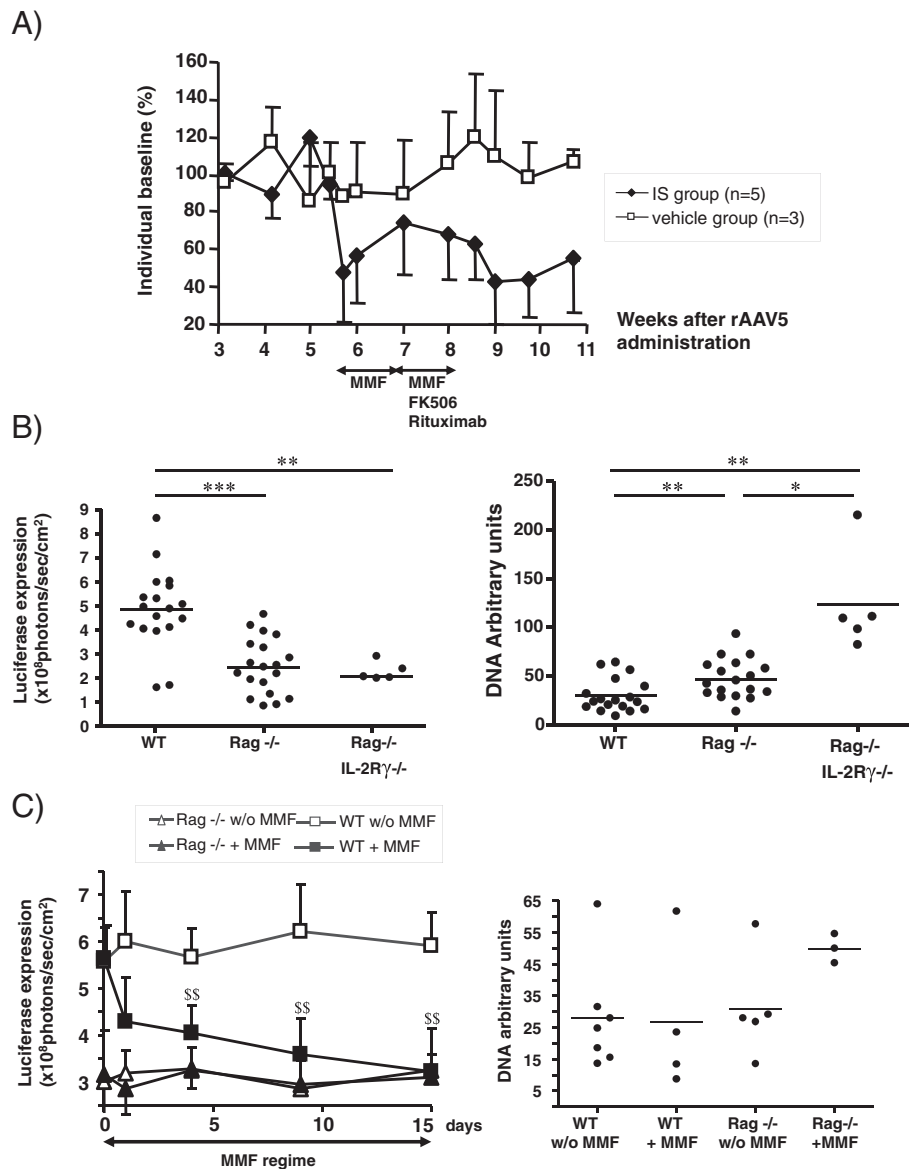 A)
Individual baseline (%)
160
140
120
100
80
60
40
20
3 4 5 6 7 8 9 10 11
IS group (n=5)
vehicle group (n=3)
Weeks after rAAV5
administration
MMF
MMF
FK506
Rituximab
B)
Luciferase expression
(x10⁸photons/sec/cm²)
9
8
7
6
5
4
3
2
1
0
**
***
WT
Rag -/-
Rag-/-
IL-2Rγ-/-
DNA Arbitrary units
250
200
150
100
50
0
**
**
*
WT
Rag -/-
Rag-/-
IL-2Rγ-/-
C)
Rag -/- w/o MMF
WT w/o MMF
Rag -/- + MMF
WT + MMF
Luciferase expression
(x10⁸photons/sec/cm²)
7
6
5
4
3
$$
$$
$$
0 5 10 15 days
MMF regime
DNA arbitrary units
65
55
45
35
25
15
5
WT
w/o MMF
WT
+ MMF
Rag -/-
w/o MMF
Rag-/-
+MMF